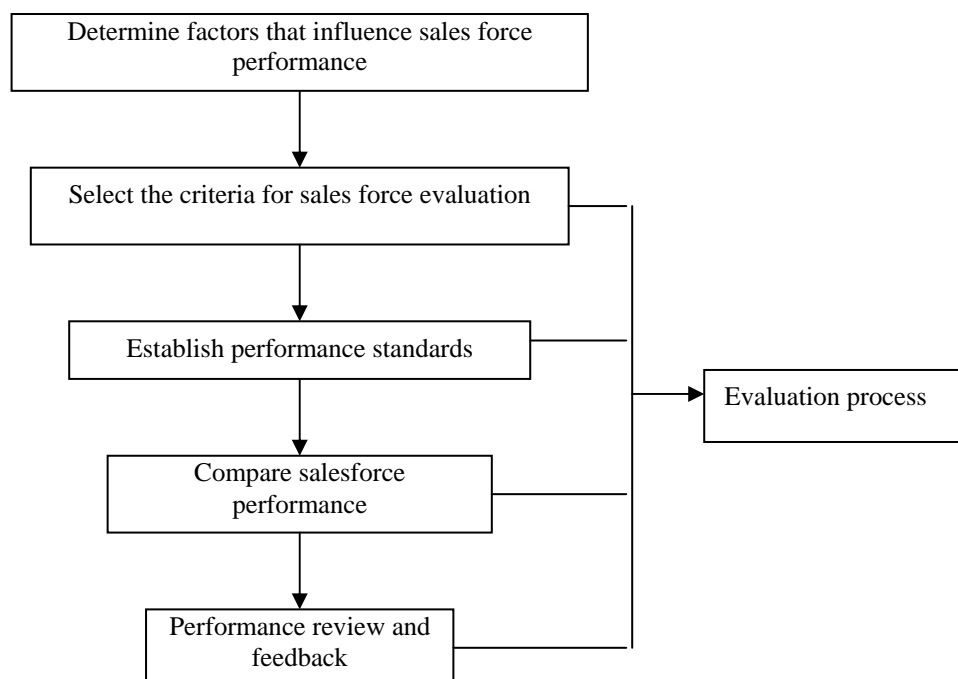 Determine factors that influence sales force
performance
Select the criteria for sales force evaluation
Establish performance standards
Evaluation process
Compare salesforce
performance
Performance review and
feedback